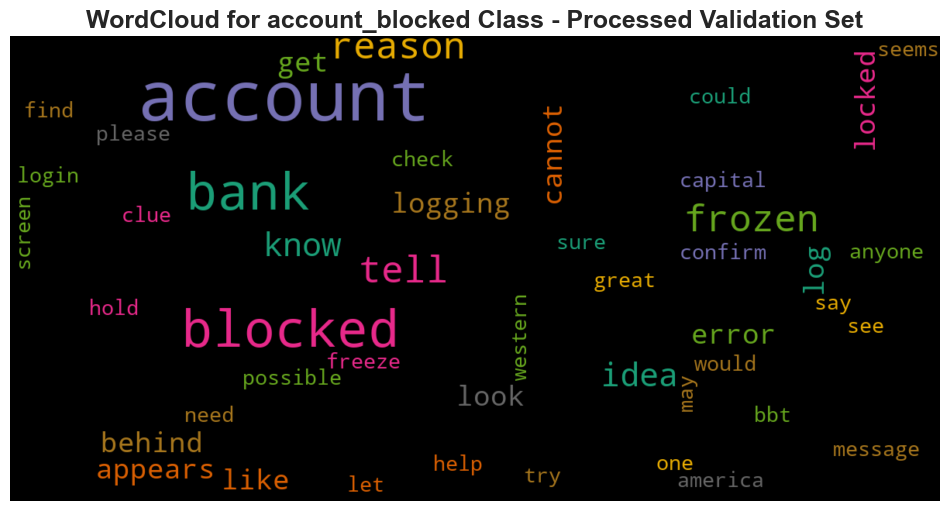 WordCloud for account_blocked Class - Processed Validation Set
reason
seems
get
account
locked
could
find
cannot
please
check
login
bank
capital
logging
screen
clue
frozen
know
sure
confirm
log
anyone
tell
great
hold
say
western
see
blocked
error
freeze
would
possible
idea
may
look
need
bbt
behind
message
appears
help
one
like
try
let
america